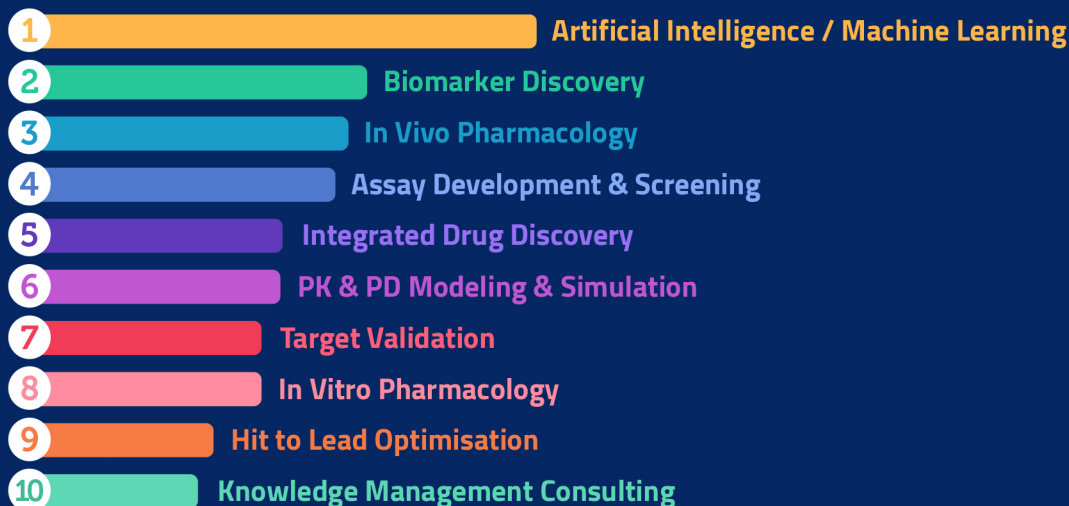 1 Artificial Intelligence / Machine Learning
2 Biomarker Discovery
3 In Vivo Pharmacology
4 Assay Development & Screening
5 Integrated Drug Discovery
6 PK & PD Modeling & Simulation
7 Target Validation
8 In Vitro Pharmacology
9 Hit to Lead Optimisation
10 Knowledge Management Consulting